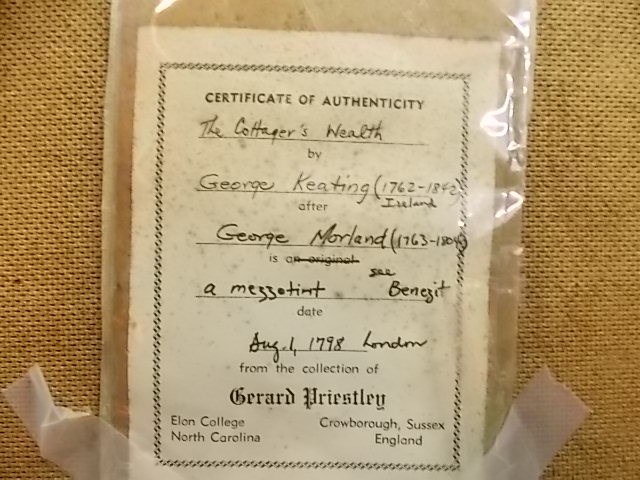 CERTIFICATE OF AUTHENTICITY
The Cottager's Wealth
by
George Keating (1762-1842)
Ireland
after
George Morland (1763-1804)
is an original
see
a mezzotint Benezit
date
Aug. 1, 1798 London
from the collection of
Gerard Priestley
Elon College Crowborough, Sussex
North Carolina England